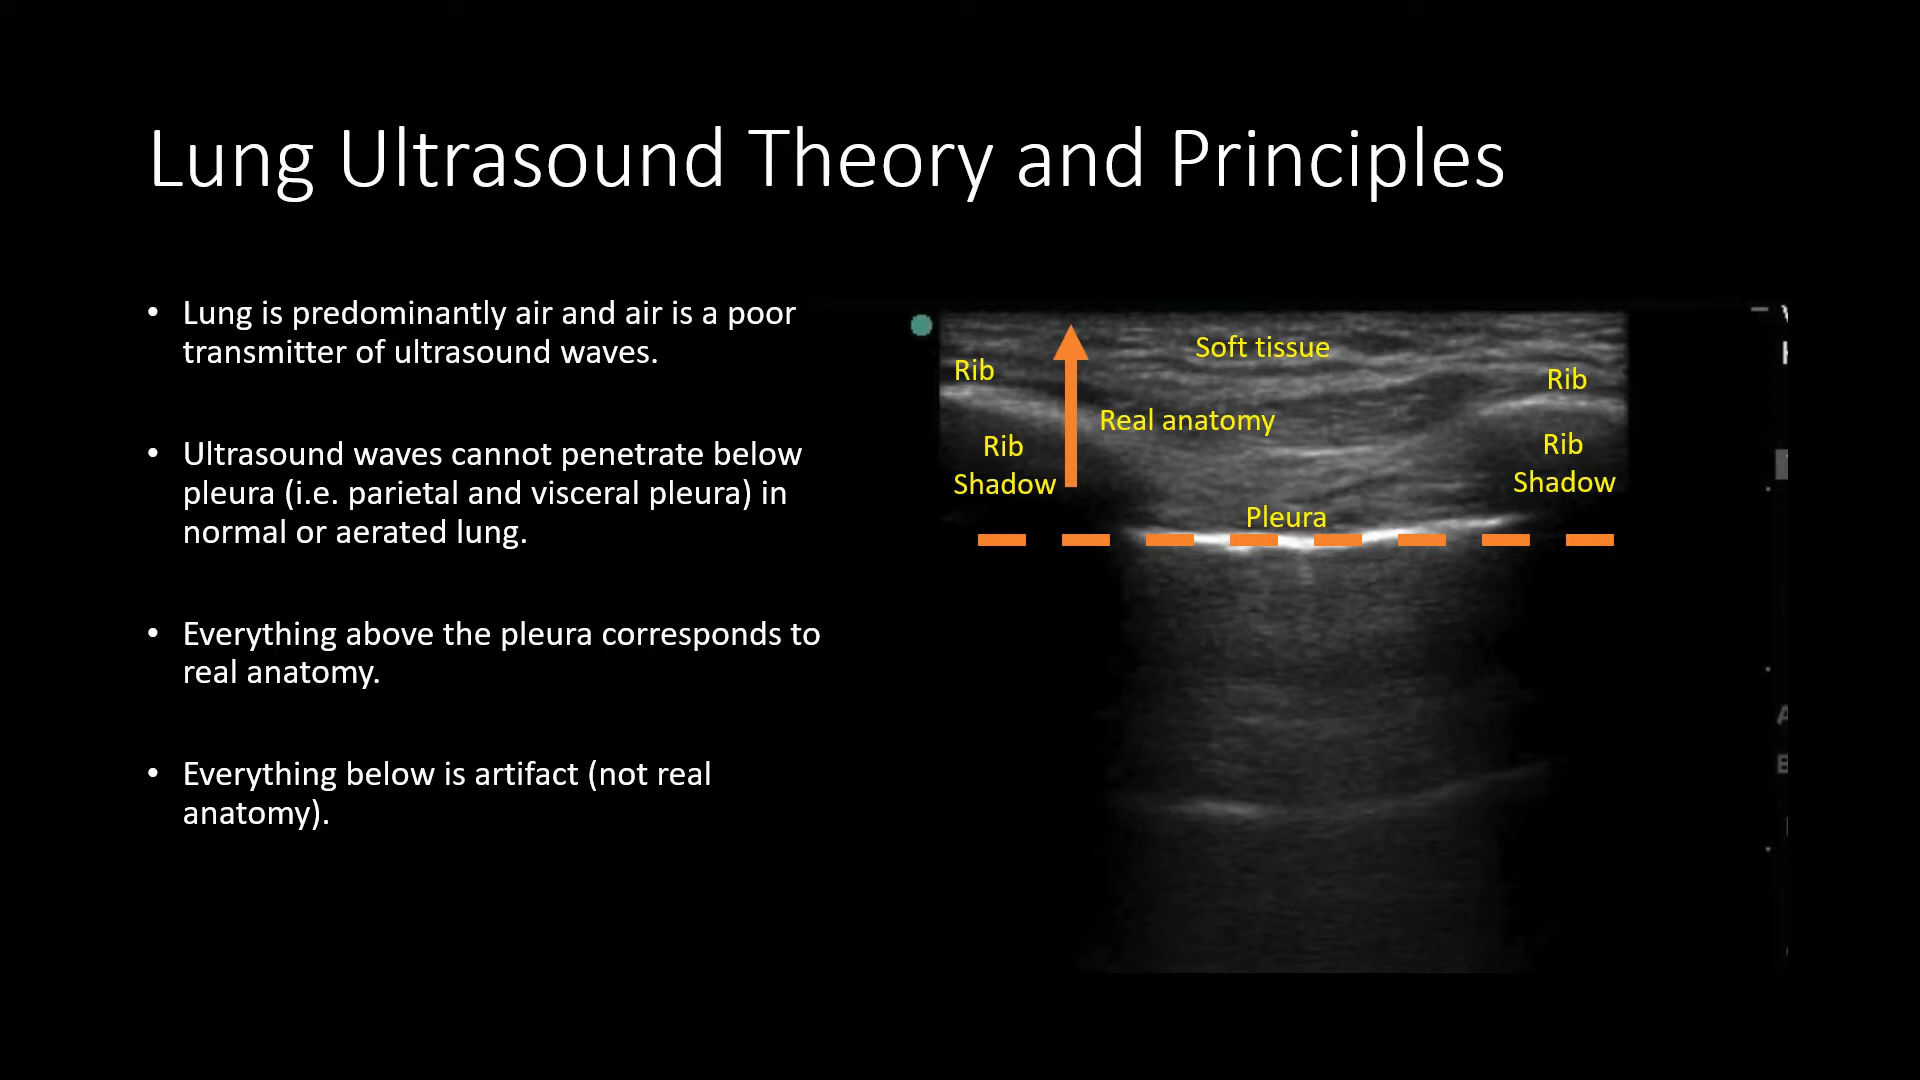 Lung Ultrasound Theory and Principles
• Lung is predominantly air and air is a poor
transmitter of ultrasound waves.
• Ultrasound waves cannot penetrate below
pleura (i.e. parietal and visceral pleura) in
normal or aerated lung.
• Everything above the pleura corresponds to
real anatomy.
• Everything below is artifact (not real
anatomy).
Soft tissue
Rib
Rib
Real anatomy
Rib
Shadow
Rib
Shadow
Pleura